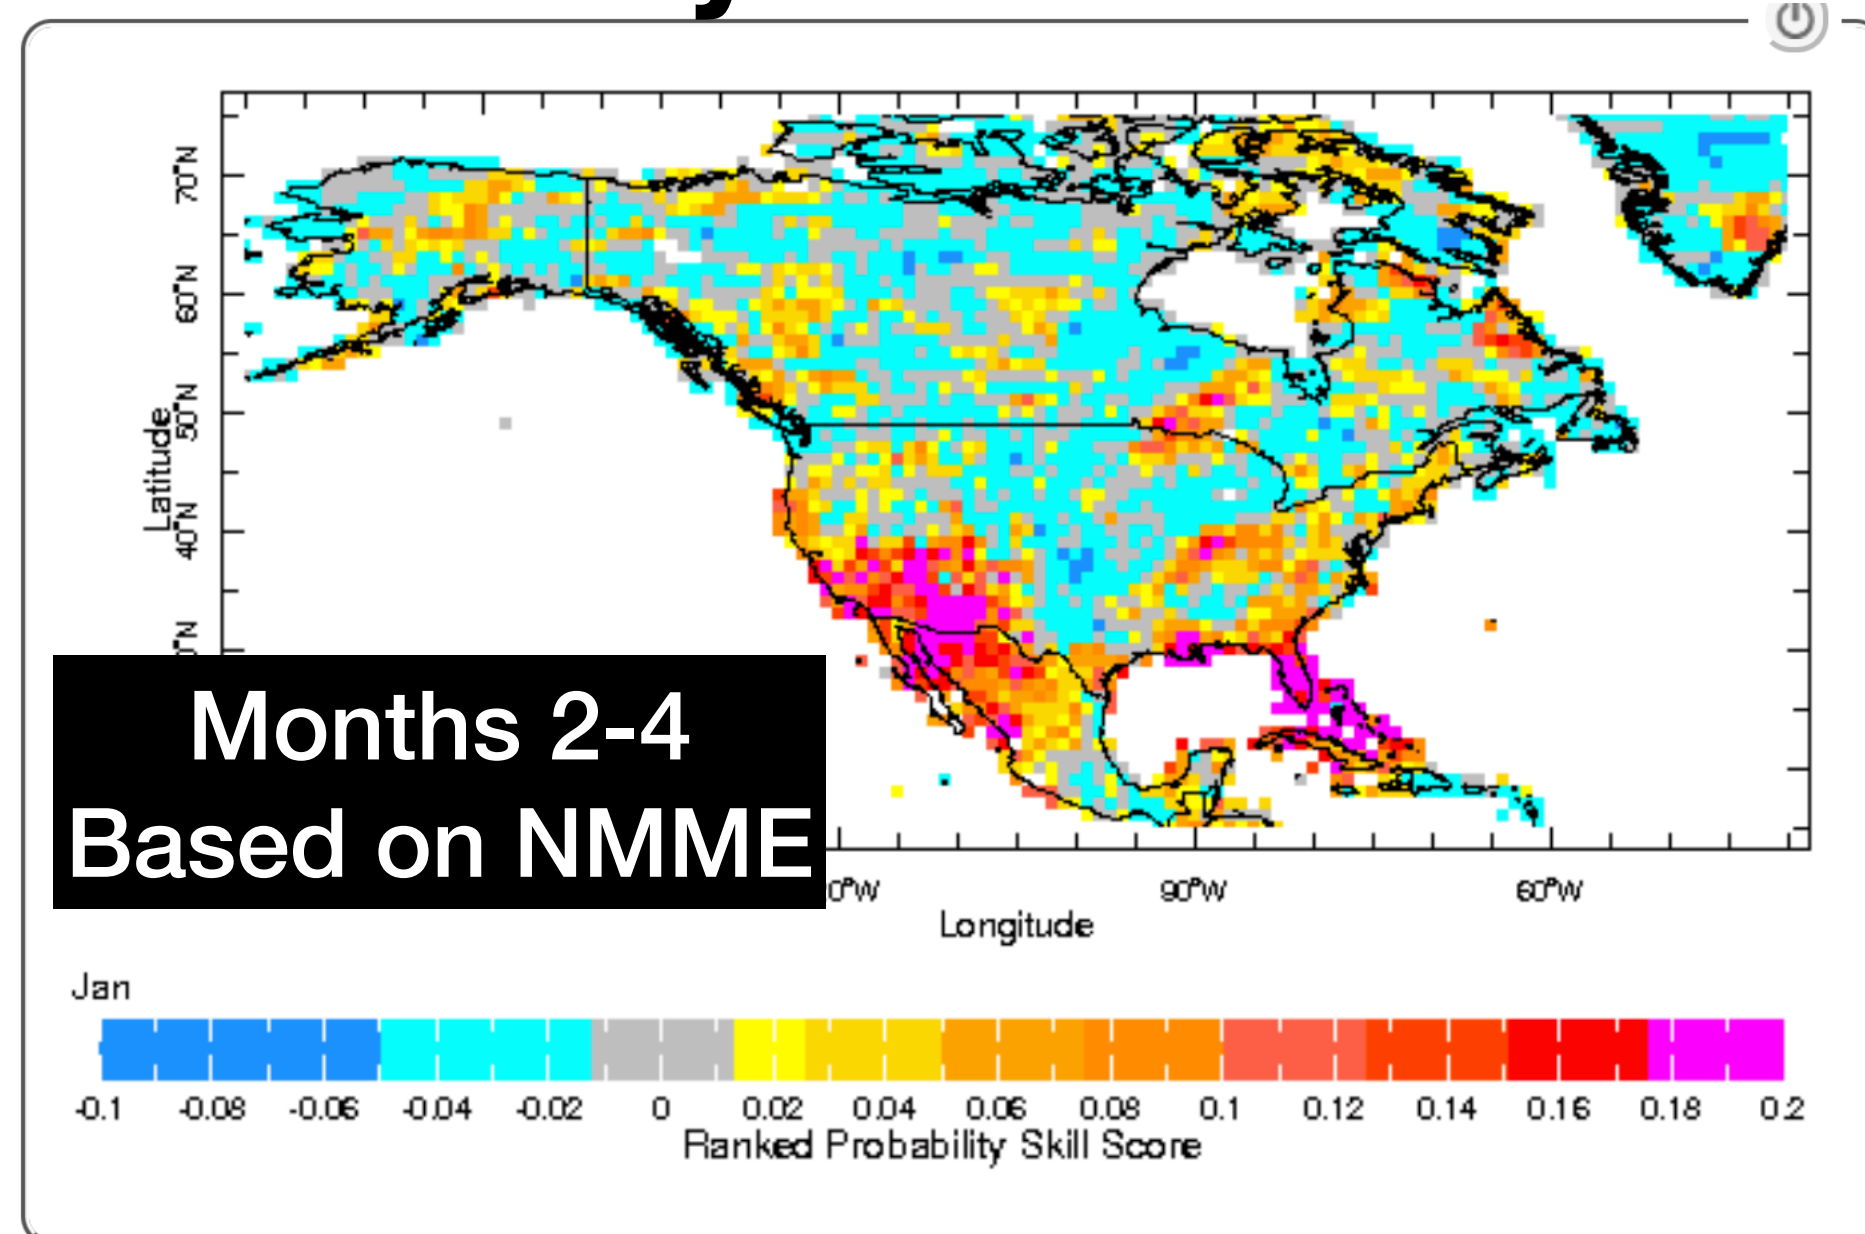 70°N
60°N
50°N
40°N
0°N
Latitude
Months 2-4
Based on NMME
0°W 90°W 60°W
Longitude
Jan
-0.1 -0.08 -0.06 -0.04 -0.02 0 0.02 0.04 0.06 0.08 0.1 0.12 0.14 0.16 0.18 0.2
Ranked Probability Skill Score